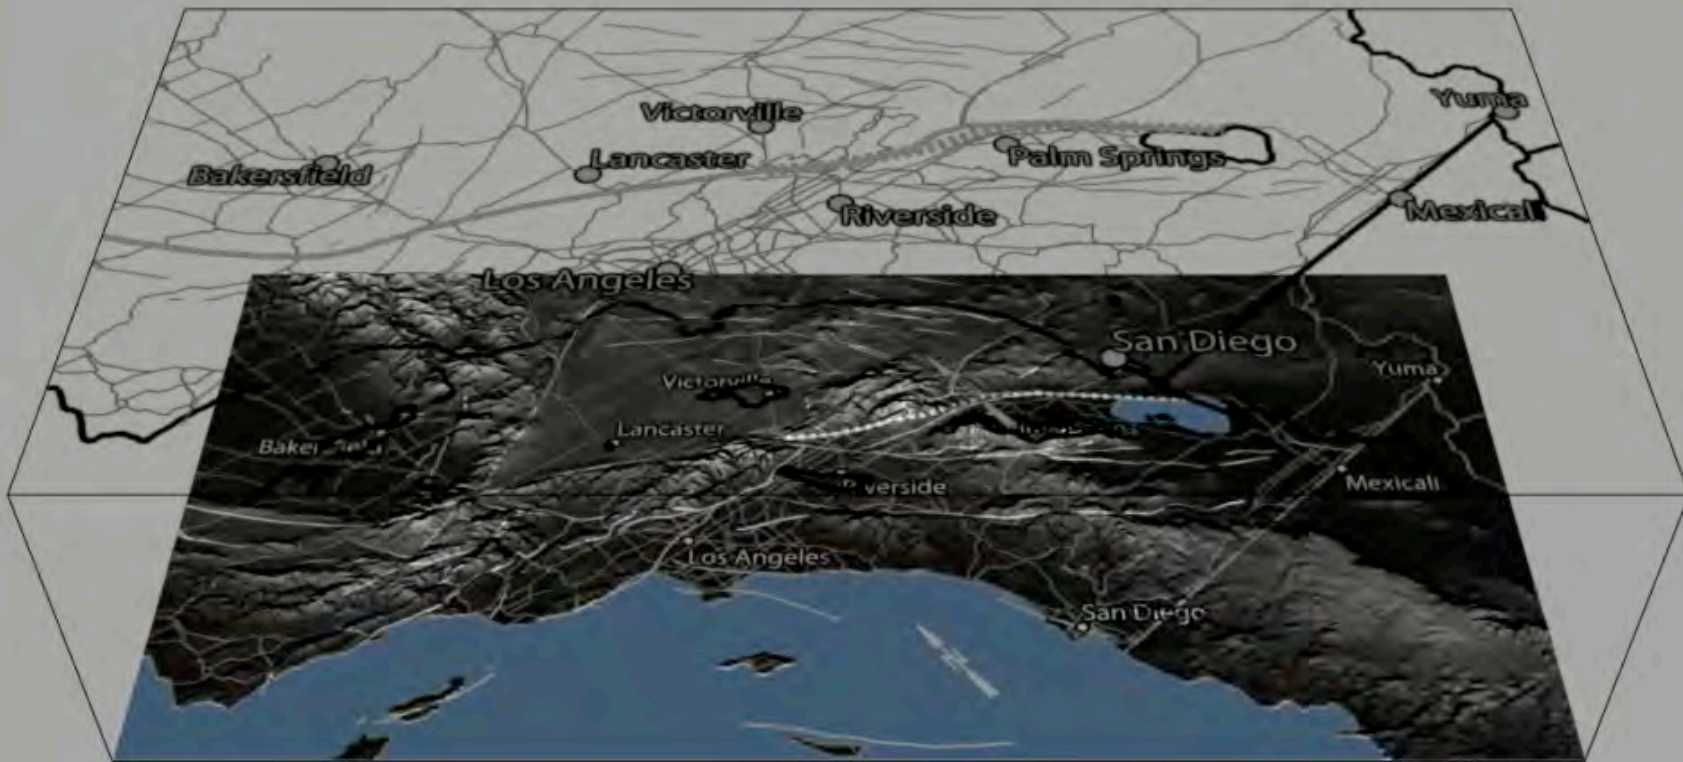 Yuma
Victorville
Lancaster
Palm Springs
Bakersfield
Riverside
Mexicali
Los Angeles
San Diego
Yuma
Victorville
Lancaster
Riverside
Mexicali
Los Angeles
San Diego